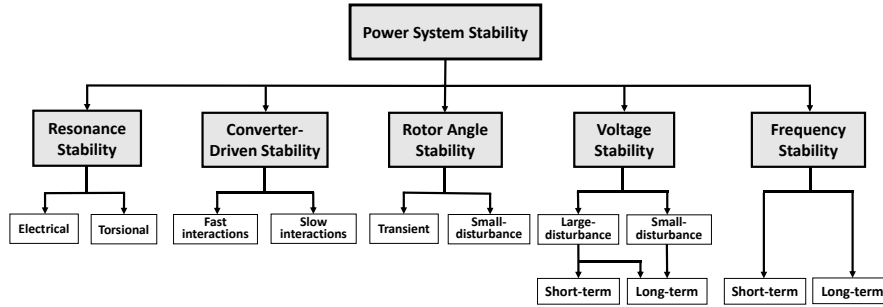 Power System Stability
Resonance
Stability
Converter-
Driven Stability
Rotor Angle
Stability
Voltage
Stability
Frequency
Stability
Electrical
Torsional
Fast
interactions
Slow
interactions
Transient
Small-
disturbance
Large-
disturbance
Small-
disturbance
Short-term
Long-term
Short-term
Long-term